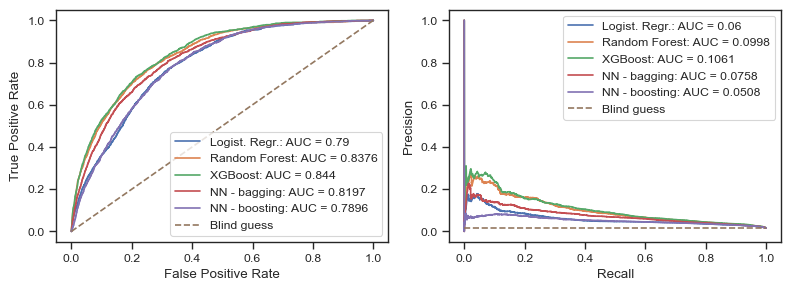 1.0
0.8
0.6
0.4
0.2
0.0
True Positive Rate
0.0 0.2 0.4 0.6 0.8 1.0
False Positive Rate
Logist. Regr.: AUC = 0.79
Random Forest: AUC = 0.8376
XGBoost: AUC = 0.844
NN - bagging: AUC = 0.8197
NN - boosting: AUC = 0.7896
Blind guess
1.0
0.8
0.6
0.4
0.2
0.0
Precision
0.0 0.2 0.4 0.6 0.8 1.0
Recall
Logist. Regr.: AUC = 0.06
Random Forest: AUC = 0.0998
XGBoost: AUC = 0.1061
NN - bagging: AUC = 0.0758
NN - boosting: AUC = 0.0508
Blind guess